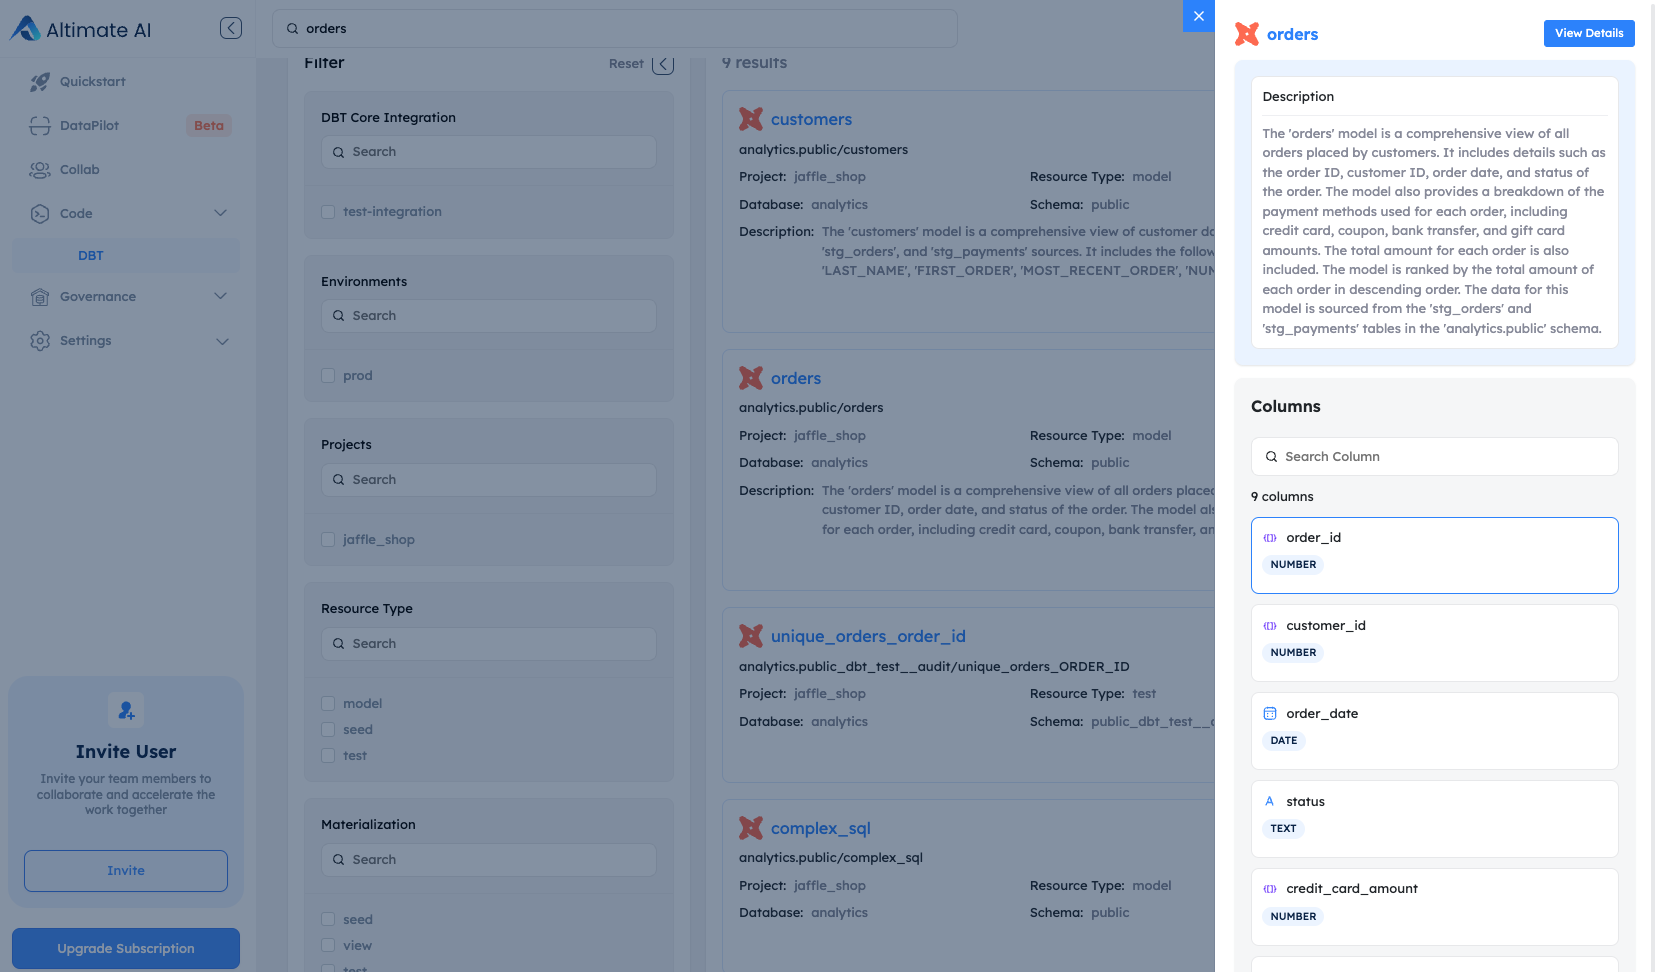 Altimate AI
Quickstart
DataPilot
Beta
Collab
Code
DBT
Governance
Settings
Invite User
Invite your team members to
collaborate and accelerate the
work together
Invite
Upgrade Subscription
orders
Filter
Reset
DBT Core Integration
Search
test-integration
Environments
Search
prod
Projects
Search
jaffle_shop
Resource Type
Search
model
seed
test
Materialization
Search
seed
view
test
9 results
customers
analytics.public/customers
Project: jaffle_shop
Resource Type: model
Database: analytics
Schema: public
Description: The 'customers' model is a comprehensive view of customer
'stg_orders', and 'stg_payments' sources. It includes the
'LAST_NAME', 'FIRST_ORDER', 'MOST_RECENT_ORDER',
orders
analytics.public/orders
Project: jaffle_shop
Resource Type: model
Database: analytics
Schema: public
Description: The 'orders' model is a comprehensive view of all orders
customer ID, order date, and status of the order. The model
for each order, including credit card, coupon, bank transfer,
unique_orders_order_id
analytics.public_dbt_test__audit/unique_orders_ORDER_ID
Project: jaffle_shop
Resource Type: test
Database: analytics
Schema: public_dbt_test__
complex_sql
analytics.public/complex_sql
Project: jaffle_shop
Resource Type: model
Database: analytics
Schema: public
orders
View Details
Description
The 'orders' model is a comprehensive view of all
orders placed by customers. It includes details such as
the order ID, customer ID, order date, and status of
the order. The model also provides a breakdown of the
payment methods used for each order, including
credit card, coupon, bank transfer, and gift card
amounts. The total amount for each order is also
included. The model is ranked by the total amount of
each order in descending order. The data for this
model is sourced from the 'stg_orders' and
'stg_payments' tables in the 'analytics.public' schema.
Columns
Search Column
9 columns
order_id
NUMBER
customer_id
NUMBER
order_date
DATE
A status
TEXT
credit_card_amount
NUMBER